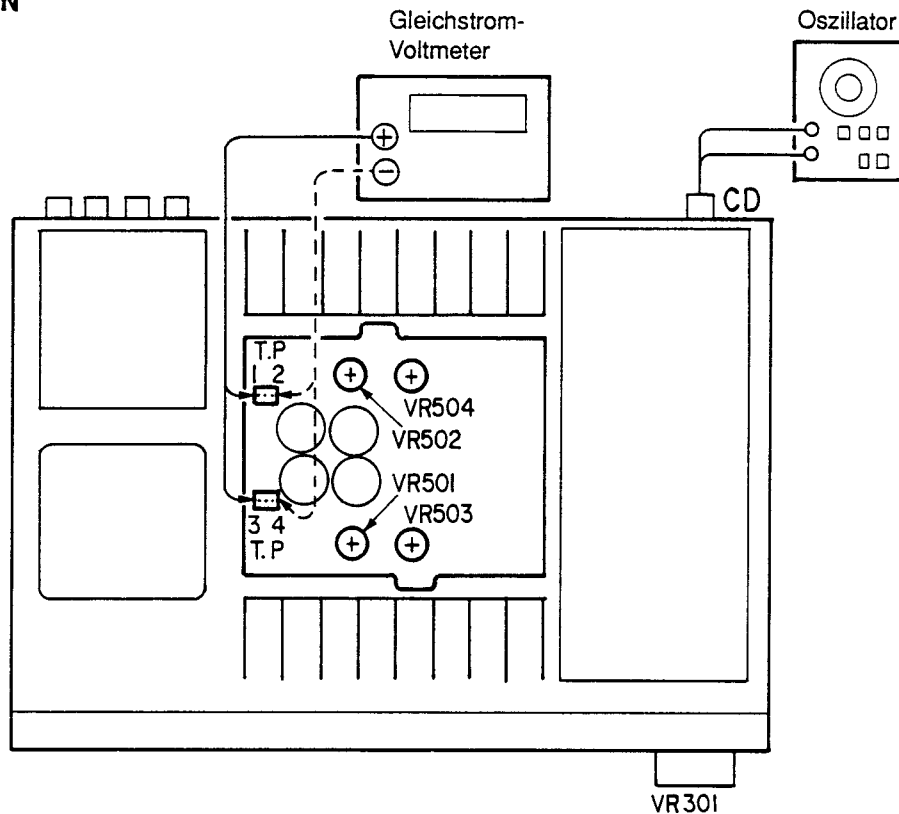 N
Gleichstrom-
Voltmeter
Oszillator
+
−
CD
T.P
1 2
VR504
VR502
VR501
VR503
3 4
T.P
VR301